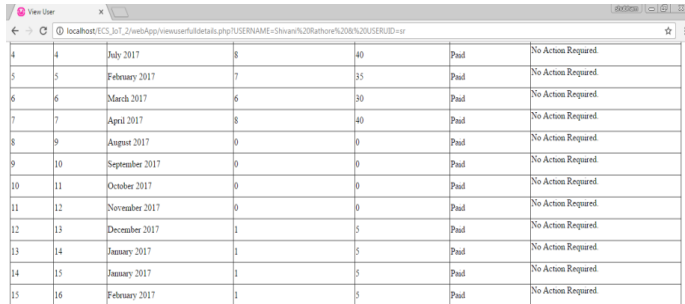 View User
localhost/ECS_IoT_2/webApp/viewuserfulldetails.php?USERNAME=Shivani%20Rathore%20&%20USERUID=sr
4 4 July 2017 8 40 Paid No Action Required.
5 5 February 2017 7 35 Paid No Action Required.
6 6 March 2017 6 30 Paid No Action Required.
7 7 April 2017 8 40 Paid No Action Required.
8 9 August 2017 0 0 Paid No Action Required.
9 10 September 2017 0 0 Paid No Action Required.
10 11 October 2017 0 0 Paid No Action Required.
11 12 November 2017 0 0 Paid No Action Required.
12 13 December 2017 1 5 Paid No Action Required.
13 14 January 2017 1 5 Paid No Action Required.
14 15 January 2017 1 5 Paid No Action Required.
15 16 February 2017 1 5 Paid No Action Required.